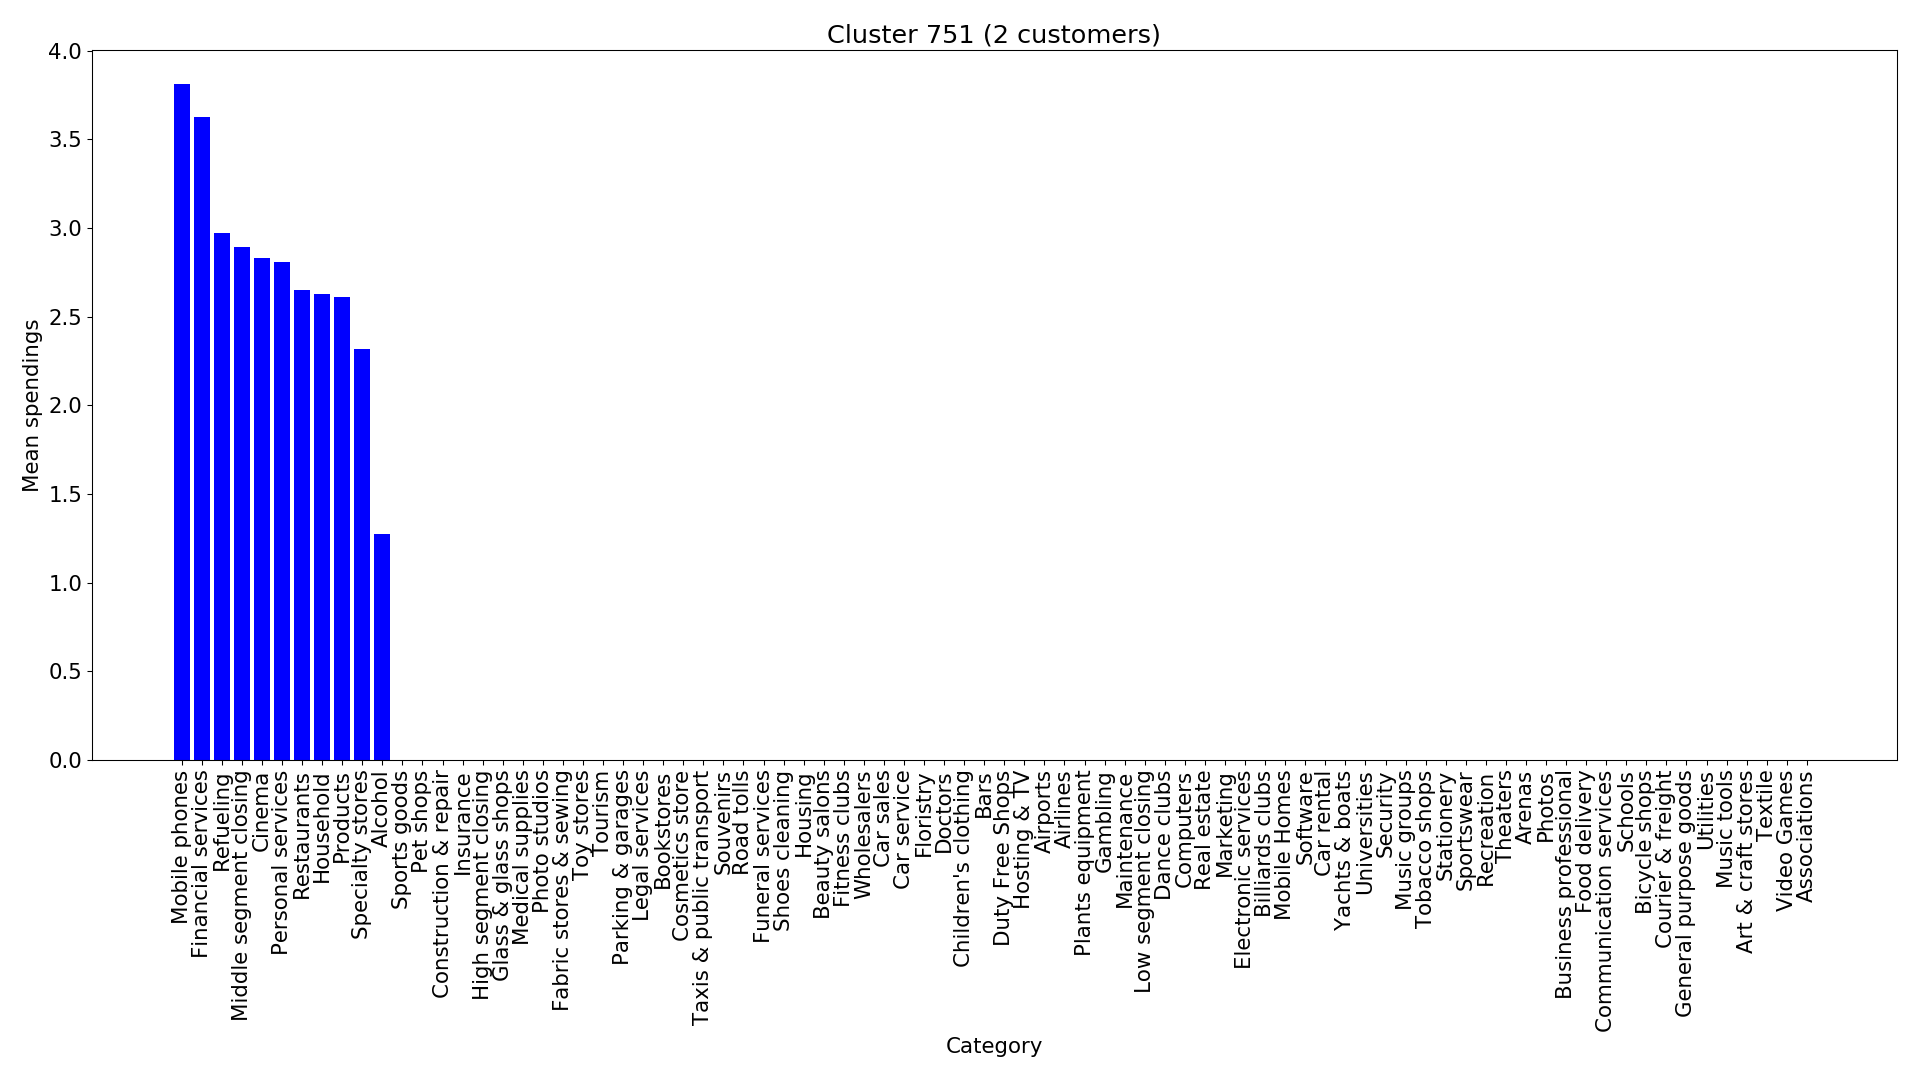 Cluster 751 (2 customers)
4.0
3.5
3.0
2.5
2.0
1.5
1.0
0.5
0.0
Mean spendings
Mobile phones
Financial services
Refueling
Middle segment closing
Cinema
Personal services
Restaurants
Household
Products
Specialty stores
Alcohol
Sports goods
Pet shops
Construction & repair
Insurance
High segment closing
Glass & glass shops
Medical supplies
Photo studios
Fabric stores & sewing
Toy stores
Tourism
Parking & garages
Legal services
Bookstores
Cosmetics store
Taxis & public transport
Souvenirs
Road tolls
Funeral services
Shoes cleaning
Housing
Beauty salons
Fitness clubs
Wholesalers
Car sales
Car service
Floristry
Doctors
Children's clothing
Bars
Duty Free Shops
Hosting & TV
Airports
Airlines
Plants equipment
Gambling
Maintenance
Low segment closing
Dance clubs
Computers
Real estate
Marketing
Electronic services
Billiards clubs
Mobile Homes
Software
Car rental
Yachts & boats
Universities
Security
Music groups
Tobacco shops
Stationery
Sportswear
Recreation
Theaters
Arenas
Photos
Business professional
Food delivery
Communication services
Schools
Bicycle shops
Courier & freight
General purpose goods
Utilities
Music tools
Art & craft stores
Textile
Video Games
Associations
Category